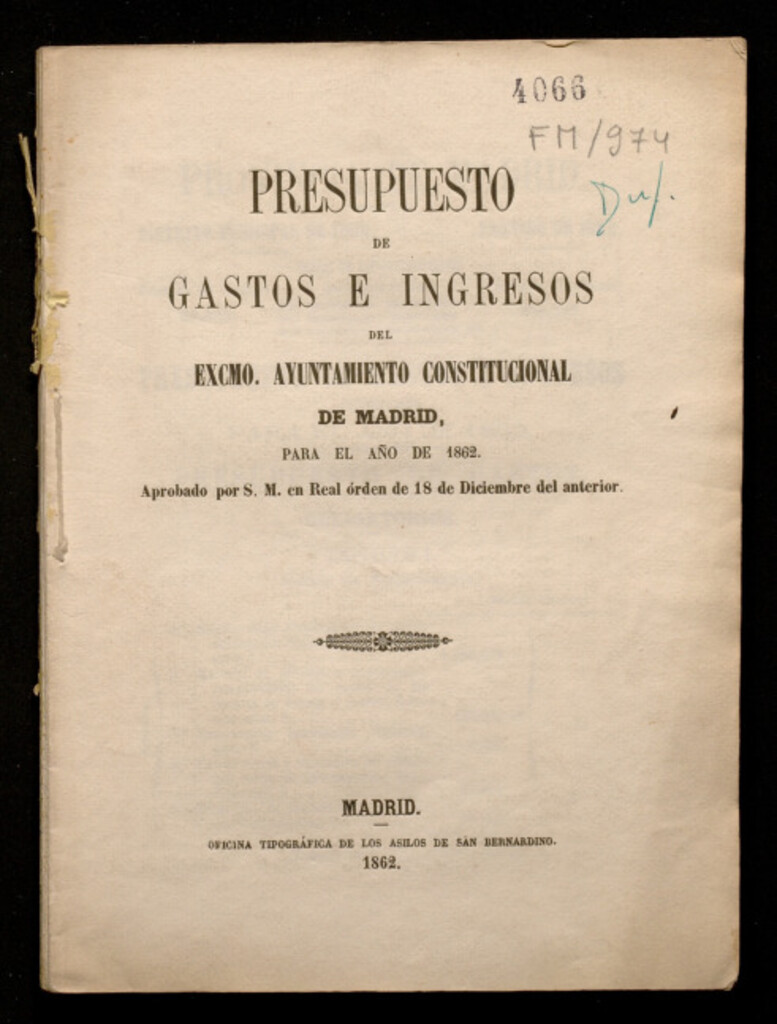 4066
FM/974
PRESUPUESTO
DE
GASTOS E INGRESOS
DEL
EXCMO. AYUNTAMIENTO CONSTITUCIONAL
DE MADRID,
PARA EL AÑO DE 1862.
Aprobado por S. M. en Real órden de 18 de Diciembre del anterior.
MADRID.
OFICINA TIPOGRÁFICA DE LOS ASILOS DE SAN BERNARDINO.
1862.